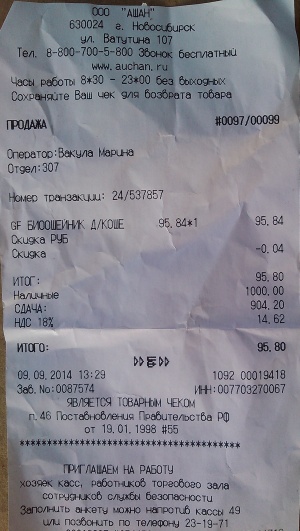 ООО "АШАН"
630024 г. Новосибирск
ул. Ватутина 107
Тел. 8-800-700-5-800 Звонок бесплатный
www.auchan.ru
Часы работы 8*30 - 23*00 без выходных
Сохраняйте Ваш чек для возврата товара
ПРОДАЖА #0097/00099
Оператор:Вакула Марина
Отдел:307
Номер транзакции: 24/537857
GF БИООШЕЙНИК Д/КОШЕ 95.84*1 95.84
Скидка РУБ
Скидка -0.04
ИТОГ: 95.80
Наличные 1000.00
СДАЧА: 904.20
НДС 18% 14.62
ИТОГО: 95.80
09.09.2014 13:29 1092 00019418
Зав.No:0087574 ИНН:007703270067
ЯВЛЯЕТСЯ ТОВАРНЫМ ЧЕКОМ
п.46 Постановления Правительства РФ
от 19.01.1998 #55
****************************************
ПРИГЛАШАЕМ НА РАБОТУ
хозяек касс, работников торгового зала
сотрудников службы безопасности
Заполнить анкету можно напротив кассы 49
или позвонить по телефону 23-19-71